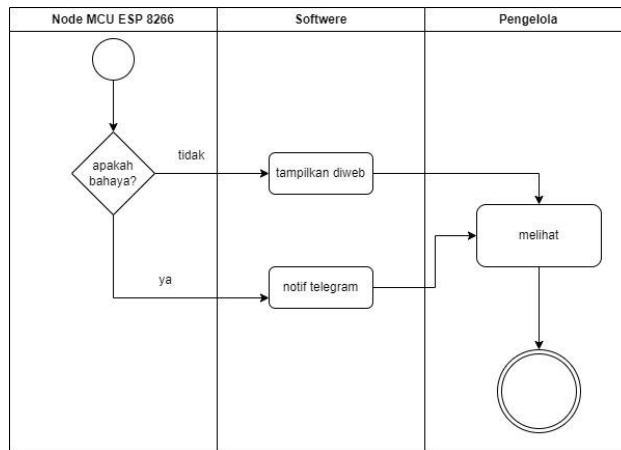 Node MCU ESP 8266
Softwere
Pengelola
apakah
bahaya?
tidak
tampilkan diweb
melihat
ya
notif telegram